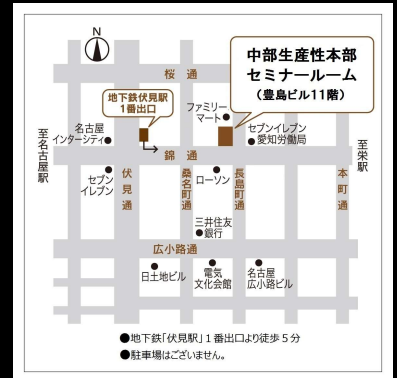 N
中部生産性本部
セミナールーム
（豊島ビル11階）
桜　通
地下鉄伏見駅
1番出口
ファミリー
マート
名古屋
インターシティ
セブンイレブン
愛知労働局
至名古屋駅
至栄駅
錦　通
セブン
イレブン
伏見通
桑名町通
ローソン
長島町通
本町通
三井住友
銀行
広小路通
日土地ビル
電気
文化会館
名古屋
広小路ビル
●地下鉄「伏見駅」1番出口より徒歩5分
●駐車場はございません。